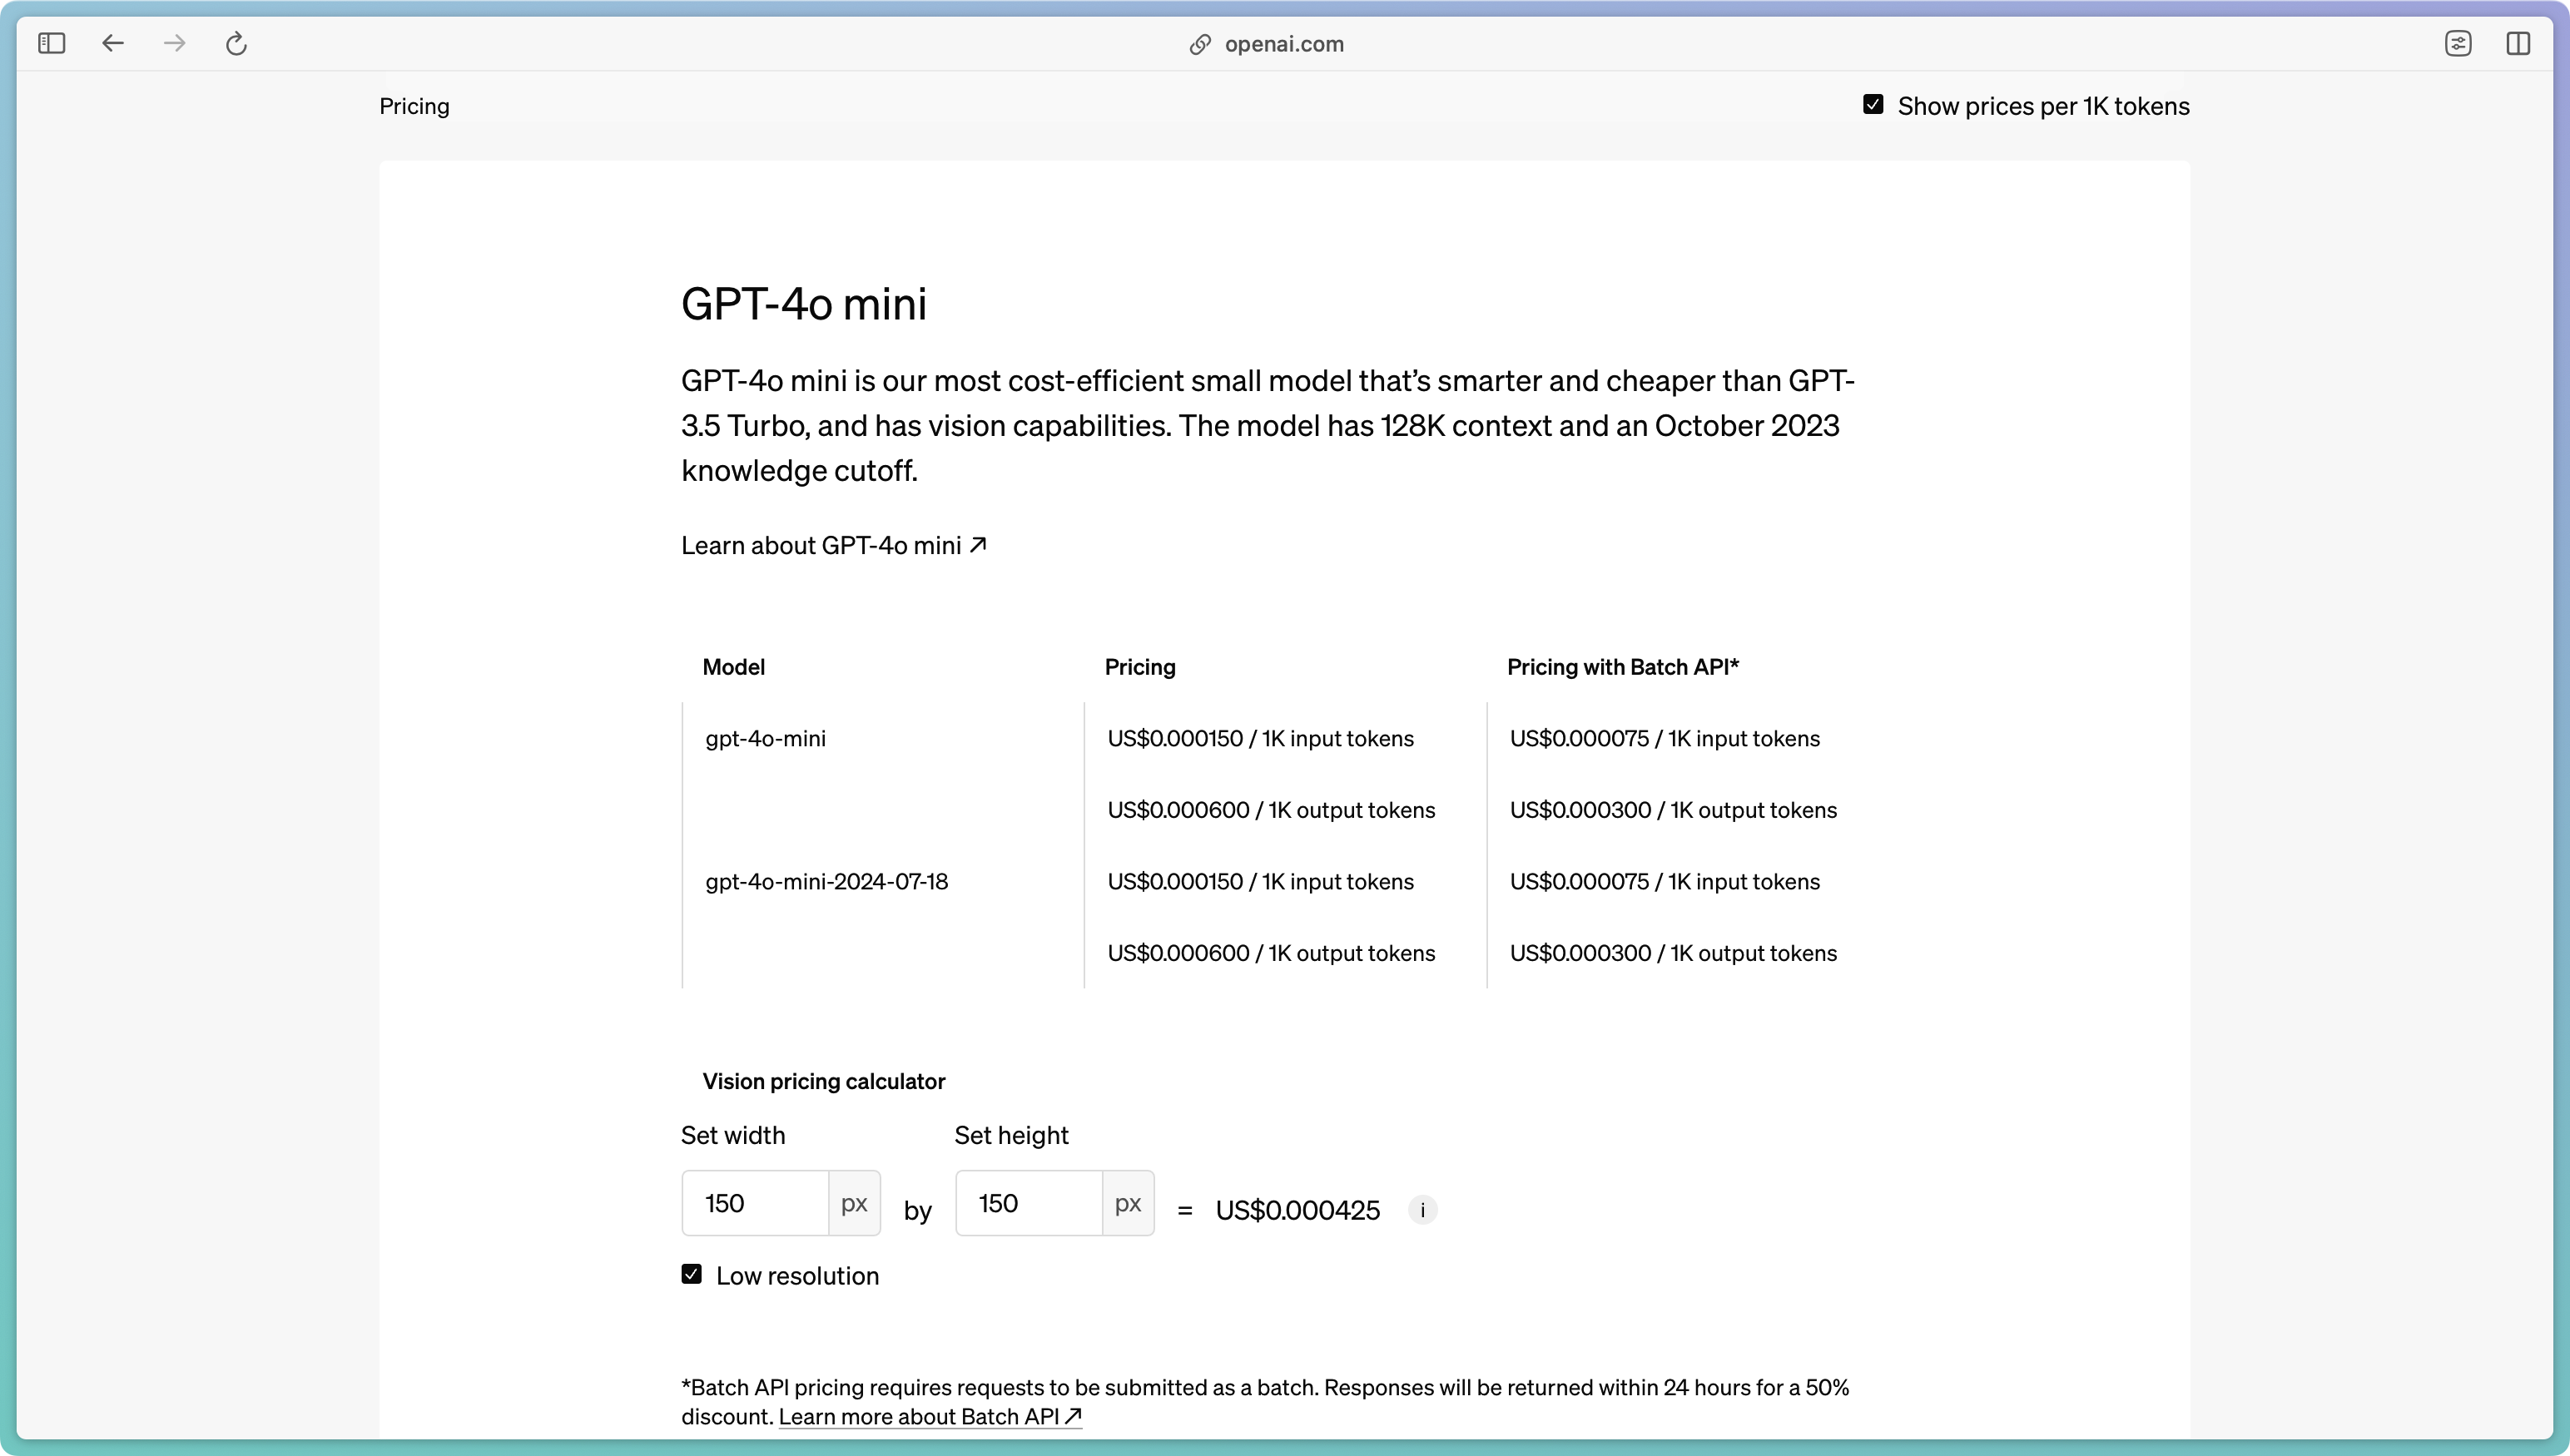 openai.com
Pricing
Show prices per 1K tokens
GPT-4o mini
GPT-4o mini is our most cost-efficient small model that’s smarter and cheaper than GPT-
3.5 Turbo, and has vision capabilities. The model has 128K context and an October 2023
knowledge cutoff.
Learn about GPT-4o mini ↗
Model Pricing Pricing with Batch API*
gpt-4o-mini US$0.000150 / 1K input tokens US$0.000075 / 1K input tokens
US$0.000600 / 1K output tokens US$0.000300 / 1K output tokens
gpt-4o-mini-2024-07-18 US$0.000150 / 1K input tokens US$0.000075 / 1K input tokens
US$0.000600 / 1K output tokens US$0.000300 / 1K output tokens
Vision pricing calculator
Set width Set height
150 px by 150 px = US$0.000425 i
Low resolution
*Batch API pricing requires requests to be submitted as a batch. Responses will be returned within 24 hours for a 50%
discount. Learn more about Batch API ↗